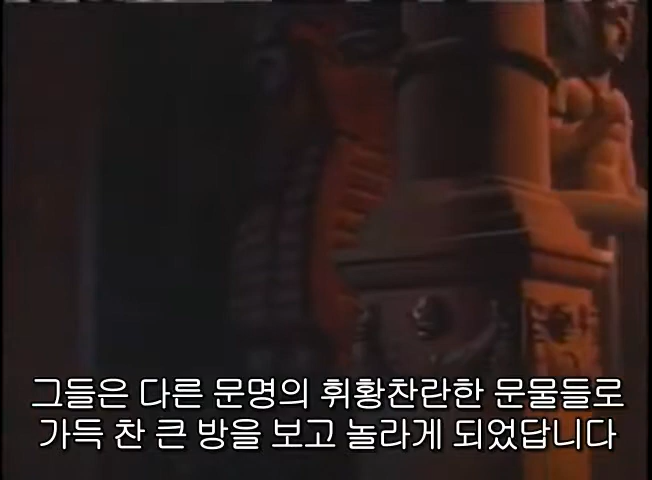 그들은 다른 문명의 휘황찬란한 문물들로
가득 찬 큰 방을 보고 놀라게 되었답니다